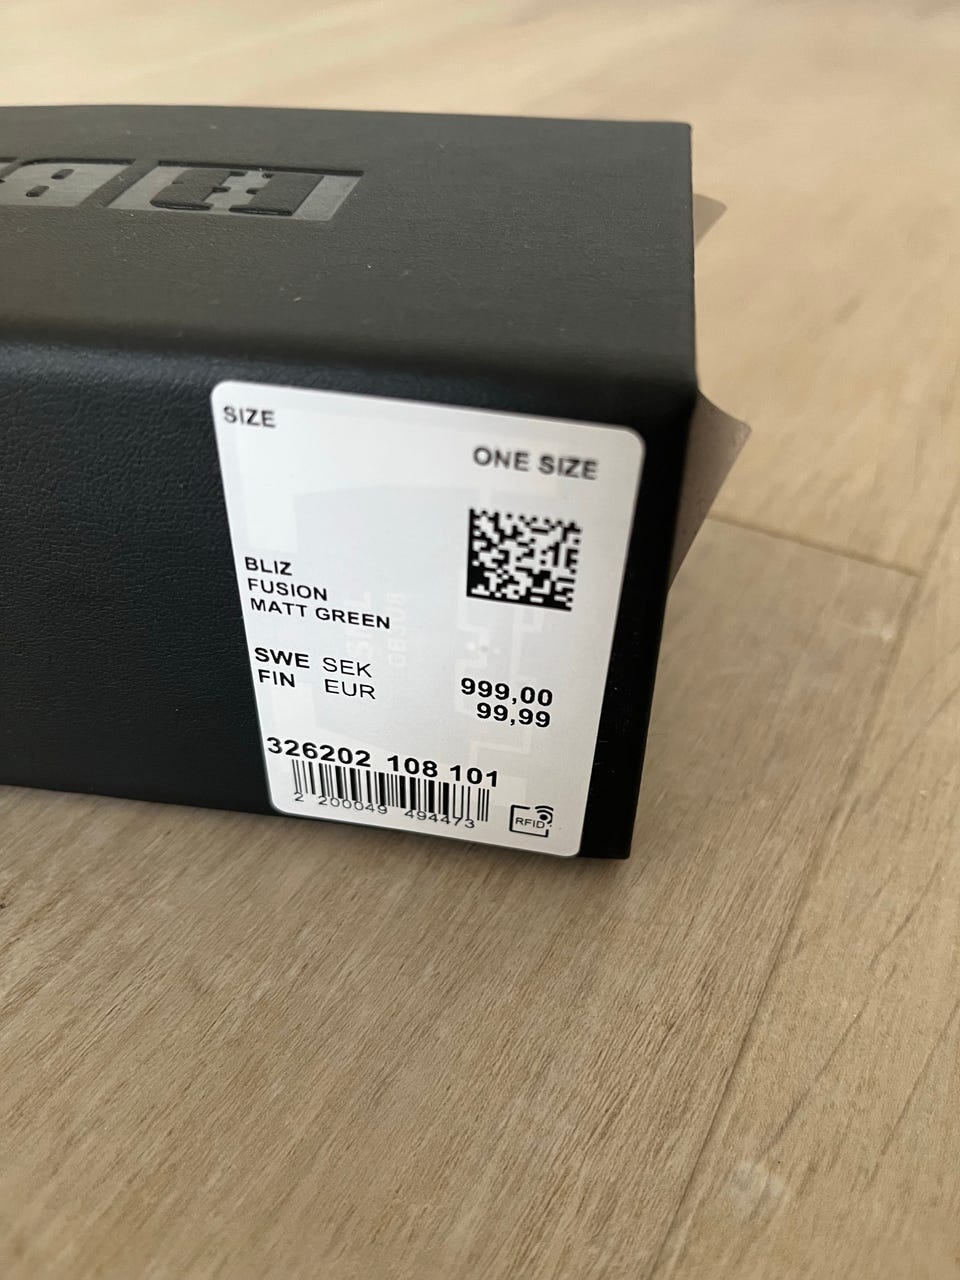 SIZE
ONE SIZE
BLIZ
FUSION
MATT GREEN
SWE SEK 999,00
FIN EUR 99,99
326202 108 101
2 200049 494473
RFID